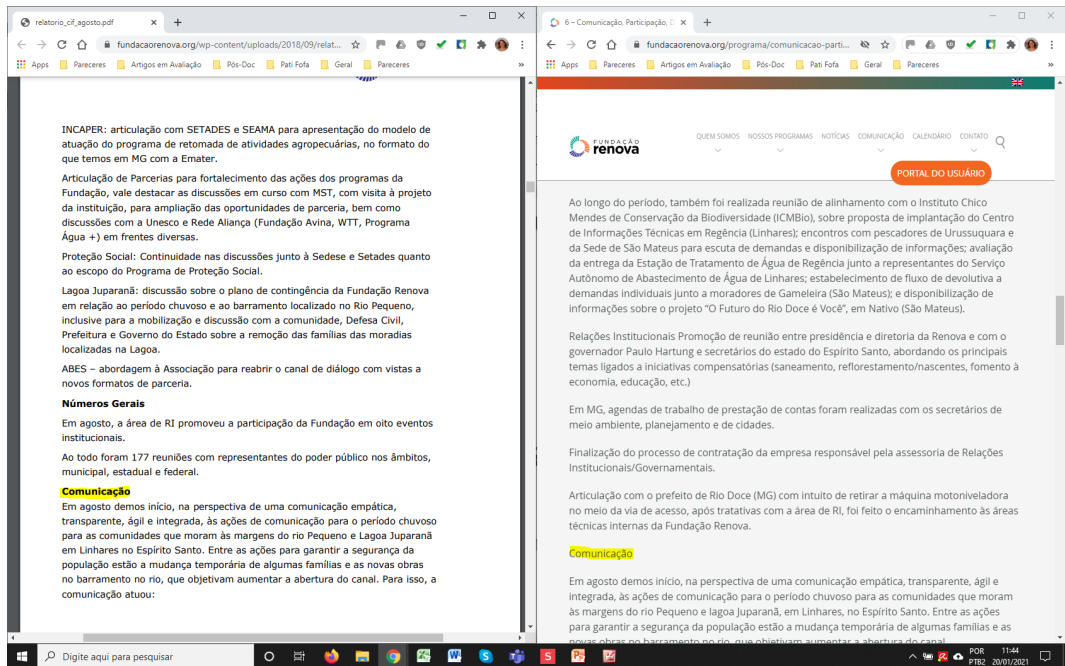 relatorio_cif_agosto.pdf
fundacaorenova.org/wp-content/uploads/2018/09/relat...
Apps Pareceres Artigos em Avaliação Pós-Doc Pati Fofa Geral Pareceres »
INCAPER: articulação com SETADES e SEAMA para apresentação do modelo de
atuação do programa de retomada de atividades agropecuárias, no formato do
que temos em MG com a Emater.
Articulação de Parcerias para fortalecimento das ações dos programas da
Fundação, vale destacar as discussões em curso com MST, com visita à projeto
da instituição, para ampliação das oportunidades de parceria, bem como
discussões com a Unesco e Rede Aliança (Fundação Avina, WTT, Programa
Água +) em frentes diversas.
Proteção Social: Continuidade nas discussões junto à Sedese e Setades quanto
ao escopo do Programa de Proteção Social.
Lagoa Juparanã: discussão sobre o plano de contingência da Fundação Renova
em relação ao período chuvoso e ao barramento localizado no Rio Pequeno,
inclusive para a mobilização e discussão com a comunidade, Defesa Civil,
Prefeitura e Governo do Estado sobre a remoção das famílias das moradias
localizadas na Lagoa.
ABES – abordagem à Associação para reabrir o canal de diálogo com vistas a
novos formatos de parceria.
Números Gerais
Em agosto, a área de RI promoveu a participação da Fundação em oito eventos
institucionais.
Ao todo foram 177 reuniões com representantes do poder público nos âmbitos,
municipal, estadual e federal.
Comunicação
Em agosto demos início, na perspectiva de uma comunicação empática,
transparente, ágil e integrada, às ações de comunicação para o período chuvoso
para as comunidades que moram às margens do rio Pequeno e Lagoa Juparanã
em Linhares no Espírito Santo. Entre as ações para garantir a segurança da
população estão a mudança temporária de algumas famílias e as novas obras
no barramento no rio, que objetivam aumentar a abertura do canal. Para isso, a
comunicação atuou:
6 – Comunicação, Participação, D
fundacaorenova.org/programa/comunicacao-parti...
Apps Pareceres Artigos em Avaliação Pós-Doc Pati Fofa Geral Pareceres »
FUNDAÇÃO
renova
QUEM SOMOS NOSSOS PROGRAMAS NOTÍCIAS COMUNICAÇÃO CALENDÁRIO CONTATO
PORTAL DO USUÁRIO
Ao longo do período, também foi realizada reunião de alinhamento com o Instituto Chico
Mendes de Conservação da Biodiversidade (ICMBio), sobre proposta de implantação do Centro
de Informações Técnicas em Regência (Linhares); encontros com pescadores de Urussuquara e
da Sede de São Mateus para escuta de demandas e disponibilização de informações; avaliação
da entrega da Estação de Tratamento de Água de Regência junto a representantes do Serviço
Autônomo de Abastecimento de Água de Linhares; estabelecimento de fluxo de devolutiva a
demandas individuais junto a moradores de Gameleira (São Mateus); e disponibilização de
informações sobre o projeto “O Futuro do Rio Doce é Você”, em Nativo (São Mateus).
Relações Institucionais Promoção de reunião entre presidência e diretoria da Renova e com o
governador Paulo Hartung e secretários do estado do Espírito Santo, abordando os principais
temas ligados a iniciativas compensatórias (saneamento, reflorestamento/nascentes, fomento à
economia, educação, etc.)
Em MG, agendas de trabalho de prestação de contas foram realizadas com os secretários de
meio ambiente, planejamento e de cidades.
Finalização do processo de contratação da empresa responsável pela assessoria de Relações
Institucionais/Governamentais.
Articulação com o prefeito de Rio Doce (MG) com intuito de retirar a máquina motoniveladora
no meio da via de acesso, após tratativas com a área de RI, foi feito o encaminhamento às áreas
técnicas internas da Fundação Renova.
Comunicação
Em agosto demos início, na perspectiva de uma comunicação empática, transparente, ágil e
integrada, às ações de comunicação para o período chuvoso para as comunidades que moram
às margens do rio Pequeno e lagoa Juparanã, em Linhares, no Espírito Santo. Entre as ações
para garantir a segurança da população estão a mudança temporária de algumas famílias e as
novas obras no barramento no rio, que objetivam aumentar a abertura do canal.
Digite aqui para pesquisar
POR 11:44
PTB2 20/01/2021